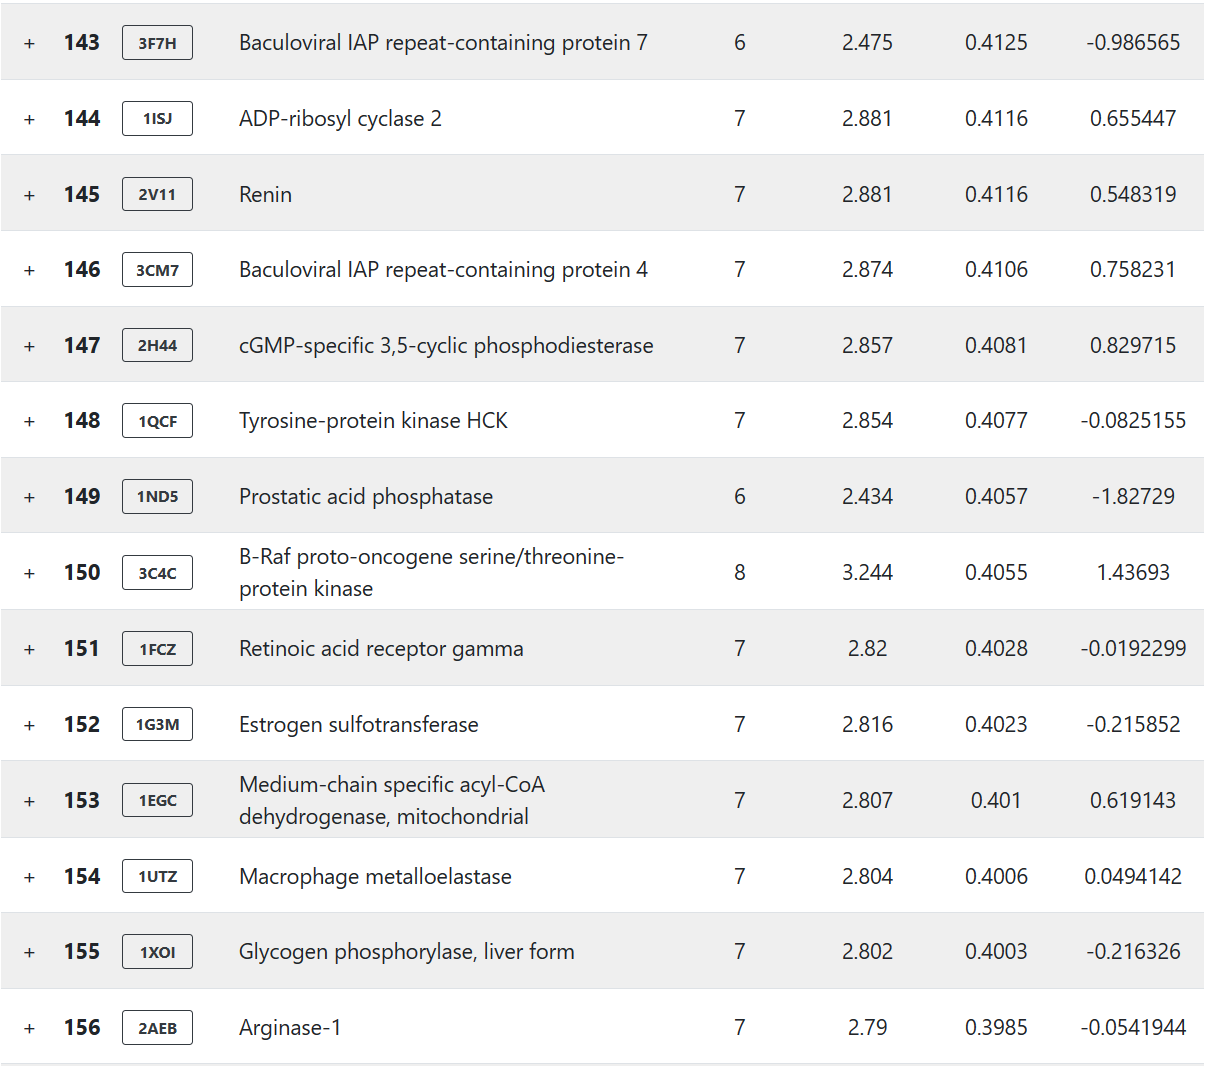 + 143 3F7H Baculoviral IAP repeat-containing protein 7 6 2.475 0.4125 -0.986565
+ 144 1ISJ ADP-ribosyl cyclase 2 7 2.881 0.4116 0.655447
+ 145 2V11 Renin 7 2.881 0.4116 0.548319
+ 146 3CM7 Baculoviral IAP repeat-containing protein 4 7 2.874 0.4106 0.758231
+ 147 2H44 cGMP-specific 3,5-cyclic phosphodiesterase 7 2.857 0.4081 0.829715
+ 148 1QCF Tyrosine-protein kinase HCK 7 2.854 0.4077 -0.0825155
+ 149 1ND5 Prostatic acid phosphatase 6 2.434 0.4057 -1.82729
+ 150 3C4C B-Raf proto-oncogene serine/threonine-
protein kinase 8 3.244 0.4055 1.43693
+ 151 1FCZ Retinoic acid receptor gamma 7 2.82 0.4028 -0.0192299
+ 152 1G3M Estrogen sulfotransferase 7 2.816 0.4023 -0.215852
+ 153 1EGC Medium-chain specific acyl-CoA
dehydrogenase, mitochondrial 7 2.807 0.401 0.619143
+ 154 1UTZ Macrophage metalloelastase 7 2.804 0.4006 0.0494142
+ 155 1XOI Glycogen phosphorylase, liver form 7 2.802 0.4003 -0.216326
+ 156 2AEB Arginase-1 7 2.79 0.3985 -0.0541944